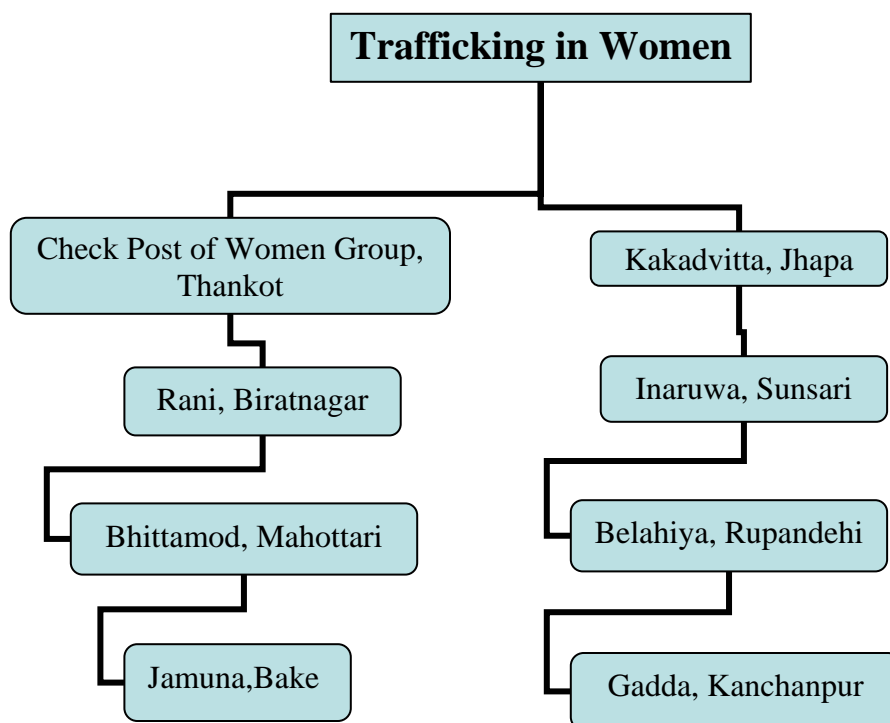 Trafficking in Women
Check Post of Women Group,
Thankot
Kakadvitta, Jhapa
Rani, Biratnagar
Inaruwa, Sunsari
Bhittamod, Mahottari
Belahiya, Rupandehi
Jamuna,Bake
Gadda, Kanchanpur